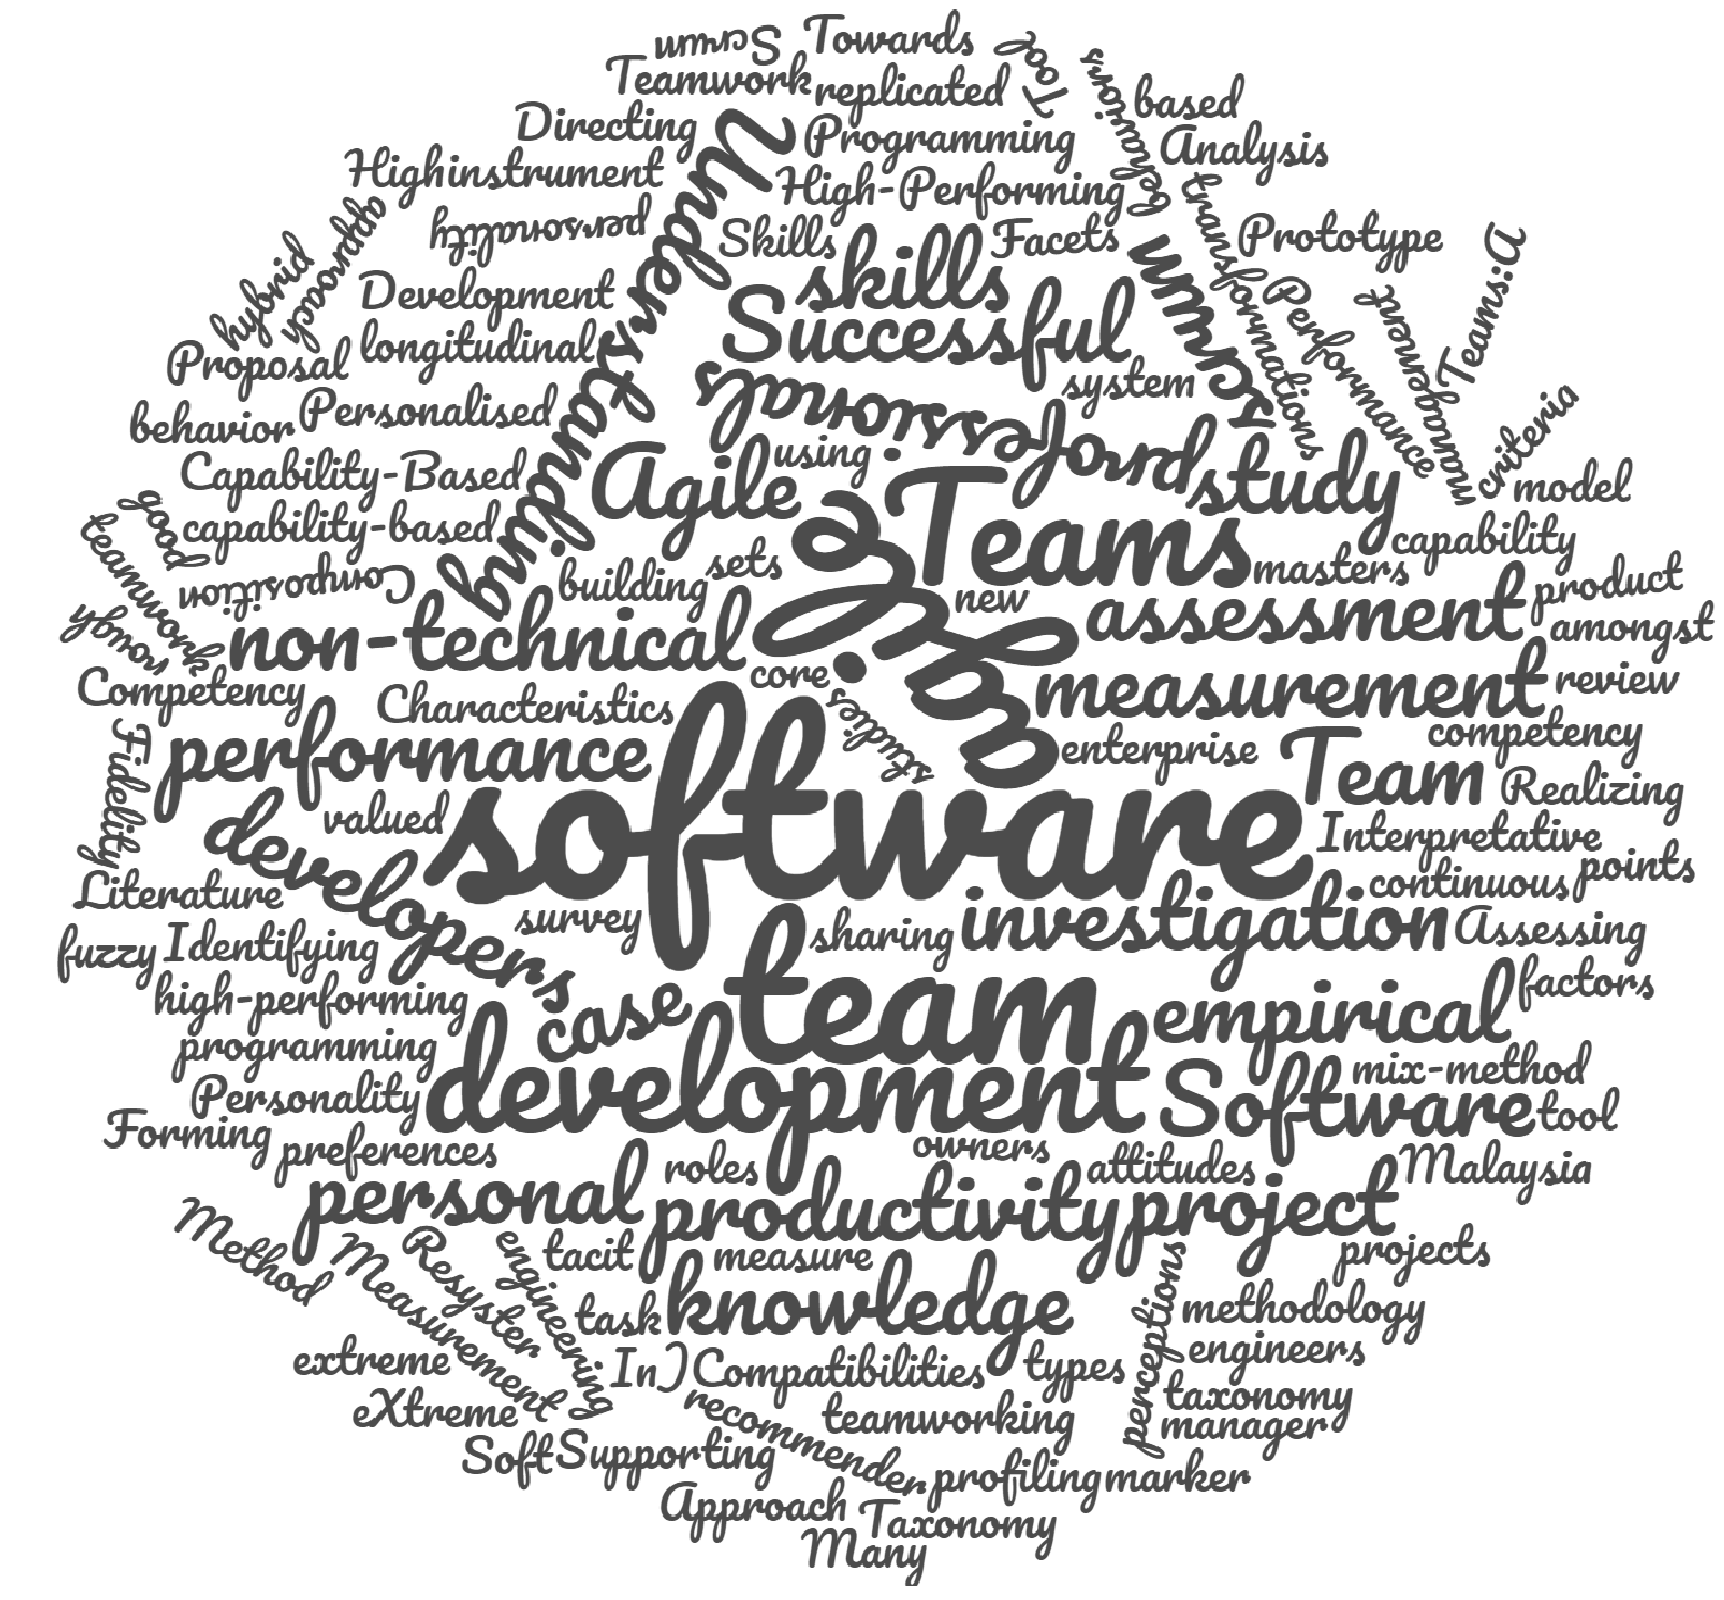 Scrum
Towards
Tool
behaviors
Teamwork
replicated
based
Directing
Understanding
Programming
Analysis
Highinstrument
High-Performing
transformations
approach
personality
Skills
Facets
scrum
Prototype
Teams:A
hybrid
Development
skills
Performance
management
Proposal
longitudinal
Successful
system
criteria
behavior
Personalised
professionals
Capability-Based
Agile
using
study
model
good
capability-based
agile
Teams
capability
teamwork
Composition
building
sets
masters
product
rough
non-technical
new
assessment
amongst
Competency
Characteristics
core
studies
measurement
review
Fidelity
performance
enterprise
Team
competency
Realizing
developers
valued
software
Interpretative
Literature
survey
continuous
points
fuzzy
Identifying
sharing
investigation
Assessing
high-performing
case
team
empirical
factors
programming
development
mix-method
Personality
Software
tool
Forming
preferences
roles
owners
attitudes
Malaysia
personal
productivity
project
Method
Measurement
Resyster
engineering
tacit
measure
perceptions
projects
task
knowledge
methodology
extreme
In)Compatibilities
types
engineers
eXtreme
recommender
teamworking
taxonomy
manager
Soft
Supporting
profiling
marker
Approach
Taxonomy
Many